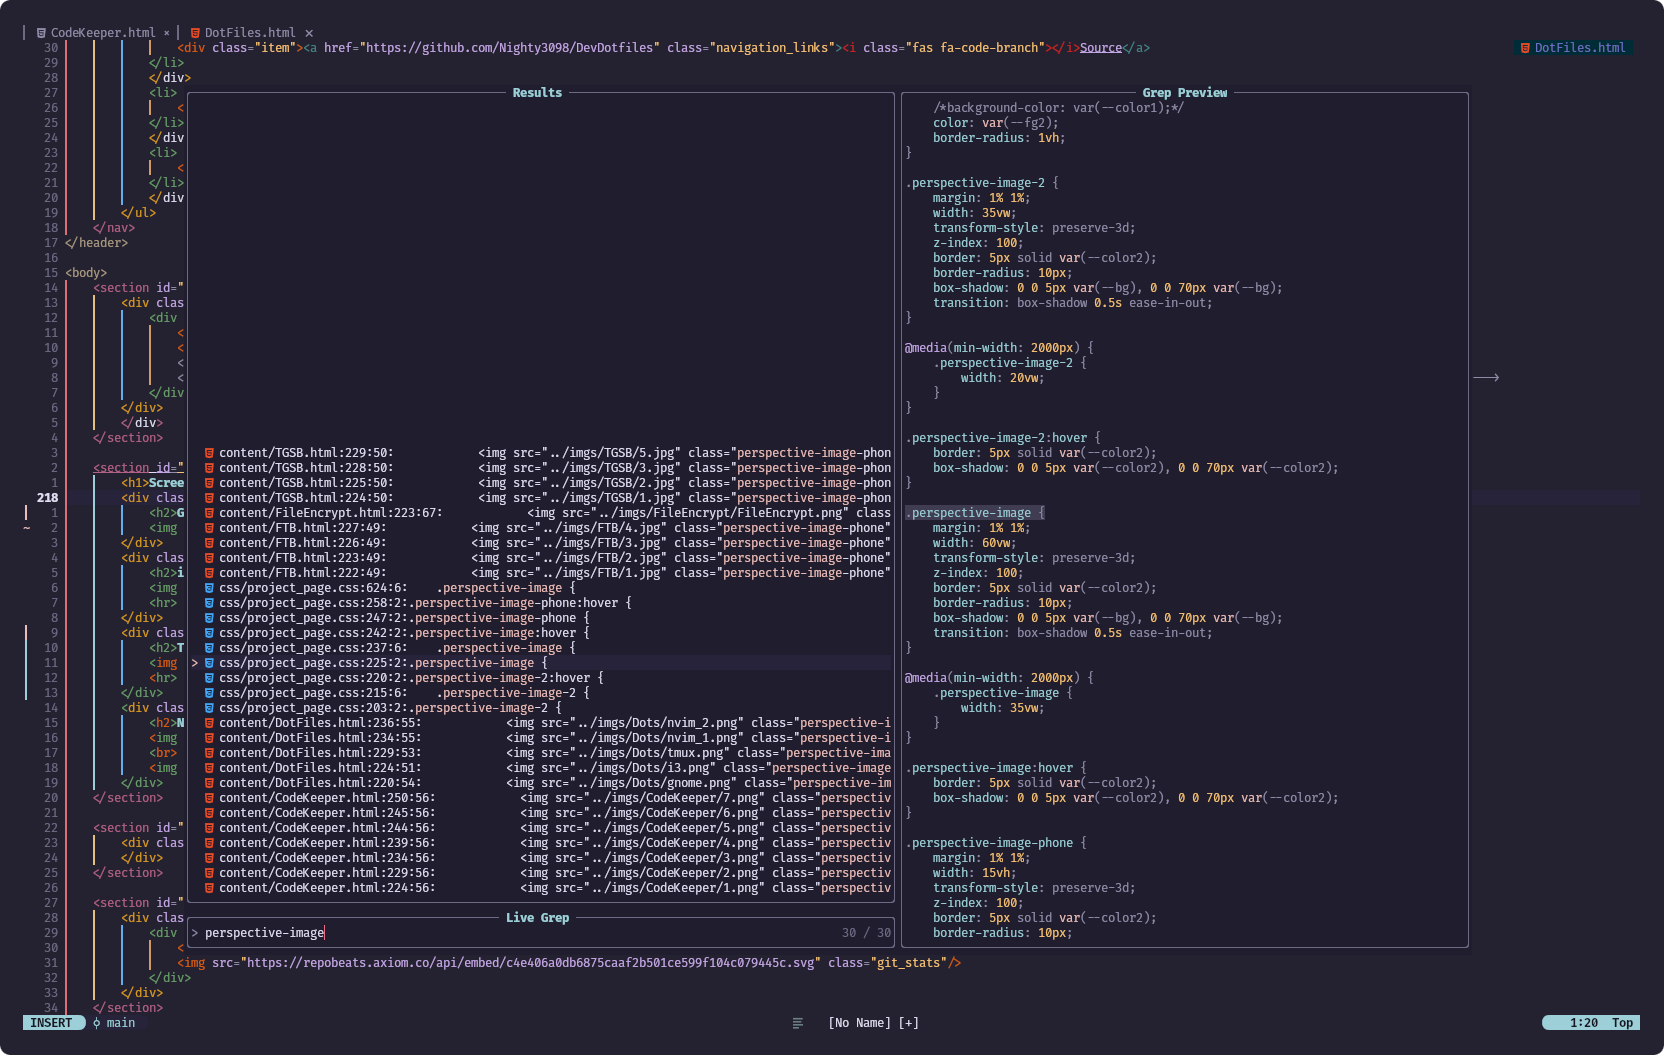 CodeKeeper.html × DotFiles.html ×
30 <div class="item"><a href="https://github.com/Nighty3098/DevDotfiles" class="navigation_links"><i class="fas fa-code-branch"></i>Source</a> DotFiles.html
29 </li>
28 </div>
27 <li>
26 <
25 </li>
24 </div
23 <li>
22 <
21 </li>
20 </div
19 </ul>
18 </nav>
17 </header>
16
15 <body>
14 <section id="
13 <div clas
12 <div
11 <
10 <
9 <
8 <
7 </div
6 </div>
5 </div>
4 </section>
3
2 <section id="
1 <h1>Scree
218 <div clas
1 <h2>G
~ 2 <img
3 </div>
4 <div clas
5 <h2>i
6 <img
7 <hr>
8 </div>
9 <div clas
10 <h2>T
11 <img
12 <hr>
13 </div>
14 <div clas
15 <h2>N
16 <img
17 <br>
18 <img
19 </div>
20 </section>
21
22 <section id="
23 <div clas
24 </div>
25 </section>
26
27 <section id="
28 <div clas
29 <div
30 <
31 <img src="https://repobeats.axiom.co/api/embed/c4e406a0db6875caaf2b501ce599f104c079445c.svg" class="git_stats"/>
32 </div>
33 </div>
34 </section>
Results
content/TGSB.html:229:50: <img src="../imgs/TGSB/5.jpg" class="perspective-image-phon
content/TGSB.html:228:50: <img src="../imgs/TGSB/3.jpg" class="perspective-image-phon
content/TGSB.html:225:50: <img src="../imgs/TGSB/2.jpg" class="perspective-image-phon
content/TGSB.html:224:50: <img src="../imgs/TGSB/1.jpg" class="perspective-image-phon
content/FileEncrypt.html:223:67: <img src="../imgs/FileEncrypt/FileEncrypt.png" class
content/FTB.html:227:49: <img src="../imgs/FTB/4.jpg" class="perspective-image-phone"
content/FTB.html:226:49: <img src="../imgs/FTB/3.jpg" class="perspective-image-phone"
content/FTB.html:223:49: <img src="../imgs/FTB/2.jpg" class="perspective-image-phone"
content/FTB.html:222:49: <img src="../imgs/FTB/1.jpg" class="perspective-image-phone"
css/project_page.css:624:6: .perspective-image {
css/project_page.css:258:2:.perspective-image-phone:hover {
css/project_page.css:247:2:.perspective-image-phone {
css/project_page.css:242:2:.perspective-image:hover {
css/project_page.css:237:6: .perspective-image {
> css/project_page.css:225:2:.perspective-image {
css/project_page.css:220:2:.perspective-image-2:hover {
css/project_page.css:215:6: .perspective-image-2 {
css/project_page.css:203:2:.perspective-image-2 {
content/DotFiles.html:236:55: <img src="../imgs/Dots/nvim_2.png" class="perspective-i
content/DotFiles.html:234:55: <img src="../imgs/Dots/nvim_1.png" class="perspective-i
content/DotFiles.html:229:53: <img src="../imgs/Dots/tmux.png" class="perspective-ima
content/DotFiles.html:224:51: <img src="../imgs/Dots/i3.png" class="perspective-image
content/DotFiles.html:220:54: <img src="../imgs/Dots/gnome.png" class="perspective-im
content/CodeKeeper.html:250:56: <img src="../imgs/CodeKeeper/7.png" class="perspectiv
content/CodeKeeper.html:245:56: <img src="../imgs/CodeKeeper/6.png" class="perspectiv
content/CodeKeeper.html:244:56: <img src="../imgs/CodeKeeper/5.png" class="perspectiv
content/CodeKeeper.html:239:56: <img src="../imgs/CodeKeeper/4.png" class="perspectiv
content/CodeKeeper.html:234:56: <img src="../imgs/CodeKeeper/3.png" class="perspectiv
content/CodeKeeper.html:229:56: <img src="../imgs/CodeKeeper/2.png" class="perspectiv
content/CodeKeeper.html:224:56: <img src="../imgs/CodeKeeper/1.png" class="perspectiv
Live Grep
> perspective-image 30 / 30
Grep Preview
/*background-color: var(--color1);*/
color: var(--fg2);
border-radius: 1vh;
}
.perspective-image-2 {
margin: 1% 1%;
width: 35vw;
transform-style: preserve-3d;
z-index: 100;
border: 5px solid var(--color2);
border-radius: 10px;
box-shadow: 0 0 5px var(--bg), 0 0 70px var(--bg);
transition: box-shadow 0.5s ease-in-out;
}
@media(min-width: 2000px) {
.perspective-image-2 {
width: 20vw;
}
}
.perspective-image-2:hover {
border: 5px solid var(--color2);
box-shadow: 0 0 5px var(--color2), 0 0 70px var(--color2);
}
.perspective-image {
margin: 1% 1%;
width: 60vw;
transform-style: preserve-3d;
z-index: 100;
border: 5px solid var(--color2);
border-radius: 10px;
box-shadow: 0 0 5px var(--bg), 0 0 70px var(--bg);
transition: box-shadow 0.5s ease-in-out;
}
@media(min-width: 2000px) {
.perspective-image {
width: 35vw;
}
}
.perspective-image:hover {
border: 5px solid var(--color2);
box-shadow: 0 0 5px var(--color2), 0 0 70px var(--color2);
}
.perspective-image-phone {
margin: 1% 1%;
width: 15vh;
transform-style: preserve-3d;
z-index: 100;
border: 5px solid var(--color2);
border-radius: 10px;
INSERT main [No Name] [+] 1:20 Top